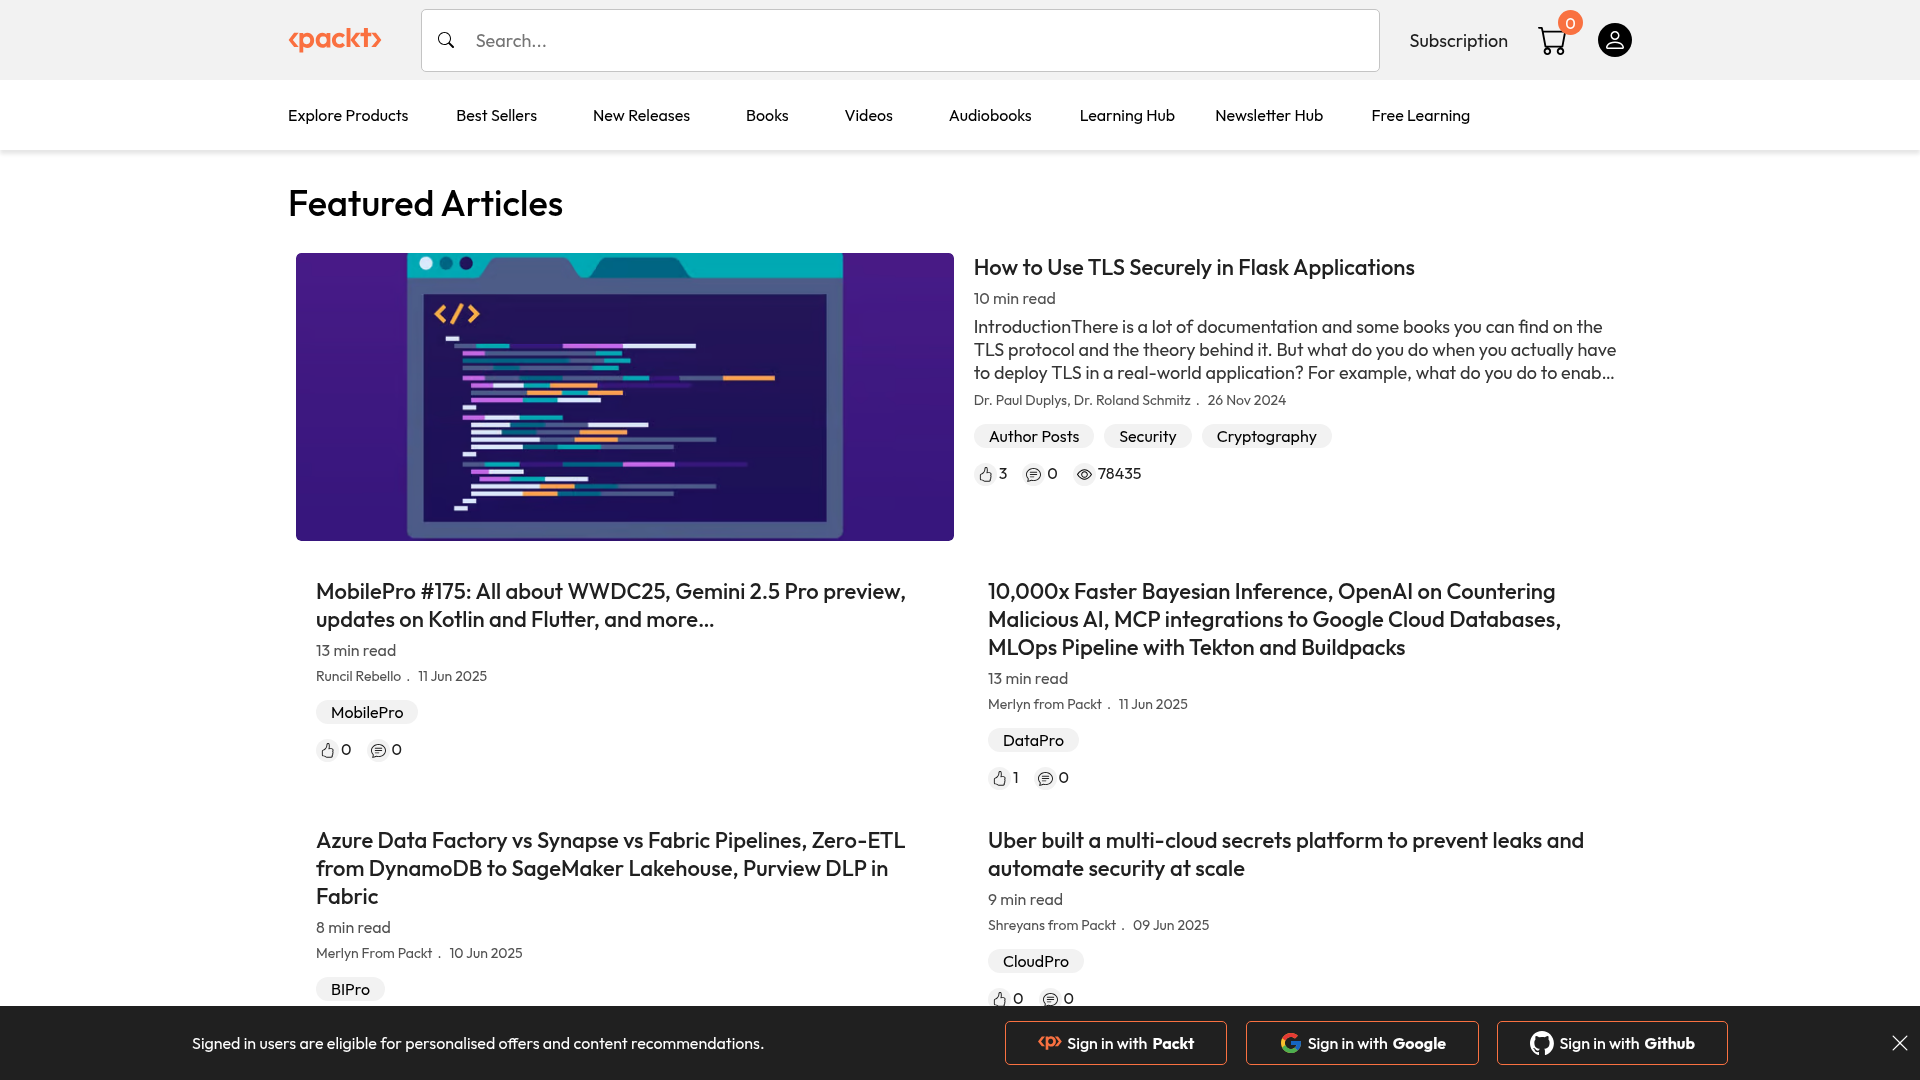 <packt>
Search...
Subscription
0
Explore Products
Best Sellers
New Releases
Books
Videos
Audiobooks
Learning Hub
Newsletter Hub
Free Learning
Featured Articles
</>
How to Use TLS Securely in Flask Applications
10 min read
IntroductionThere is a lot of documentation and some books you can find on the
TLS protocol and the theory behind it. But what do you do when you actually have
to deploy TLS in a real-world application? For example, what do you do to enab...
Dr. Paul Duplys, Dr. Roland Schmitz . 26 Nov 2024
Author Posts
Security
Cryptography
3
0
78435
MobilePro #175: All about WWDC25, Gemini 2.5 Pro preview,
updates on Kotlin and Flutter, and more...
13 min read
Runcil Rebello . 11 Jun 2025
MobilePro
0
0
10,000x Faster Bayesian Inference, OpenAI on Countering
Malicious AI, MCP integrations to Google Cloud Databases,
MLOps Pipeline with Tekton and Buildpacks
13 min read
Merlyn from Packt . 11 Jun 2025
DataPro
1
0
Azure Data Factory vs Synapse vs Fabric Pipelines, Zero-ETL
from DynamoDB to SageMaker Lakehouse, Purview DLP in
Fabric
8 min read
Merlyn From Packt . 10 Jun 2025
BIPro
Uber built a multi-cloud secrets platform to prevent leaks and
automate security at scale
9 min read
Shreyans from Packt . 09 Jun 2025
CloudPro
0
0
Signed in users are eligible for personalised offers and content recommendations.
Sign in with Packt
Sign in with Google
Sign in with Github